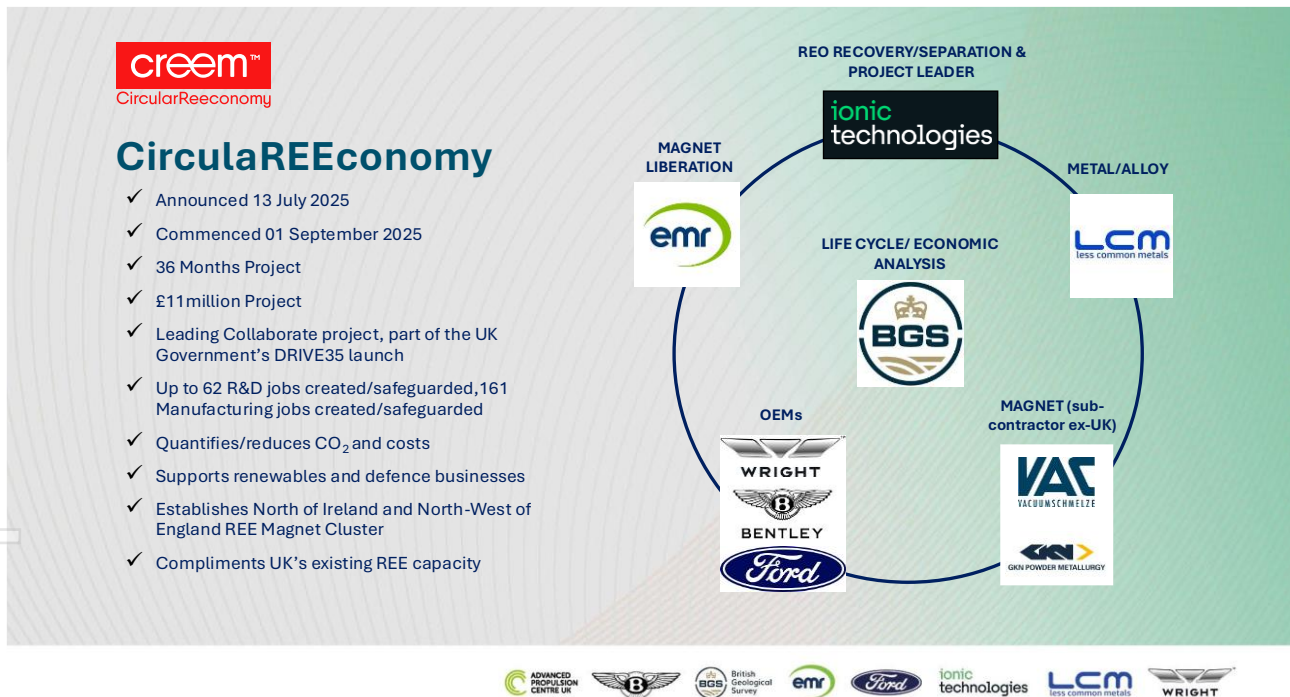 creem™
CircularReeconomy
CirculaREEconomy
✓ Announced 13 July 2025
✓ Commenced 01 September 2025
✓ 36 Months Project
✓ £11million Project
✓ Leading Collaborate project, part of the UK
Government’s DRIVE35 launch
✓ Up to 62 R&D jobs created/safeguarded,161
Manufacturing jobs created/safeguarded
✓ Quantifies/reduces CO₂ and costs
✓ Supports renewables and defence businesses
✓ Establishes North of Ireland and North-West of
England REE Magnet Cluster
✓ Compliments UK’s existing REE capacity
REO RECOVERY/SEPARATION &
PROJECT LEADER
ionic
technologies
MAGNET
LIBERATION
emr
METAL/ALLOY
LCM
less common metals
LIFE CYCLE/ ECONOMIC
ANALYSIS
BGS
OEMs
WRIGHT
B
BENTLEY
Ford
MAGNET (sub-
contractor ex-UK)
VAC
VACUUMSCHMELZE
GKN
GKN POWDER METALLURGY
ADVANCED
PROPULSION
CENTRE UK
B
BGS
British
Geological
Survey
emr
Ford
ionic
technologies
LCM
less common metals
WRIGHT